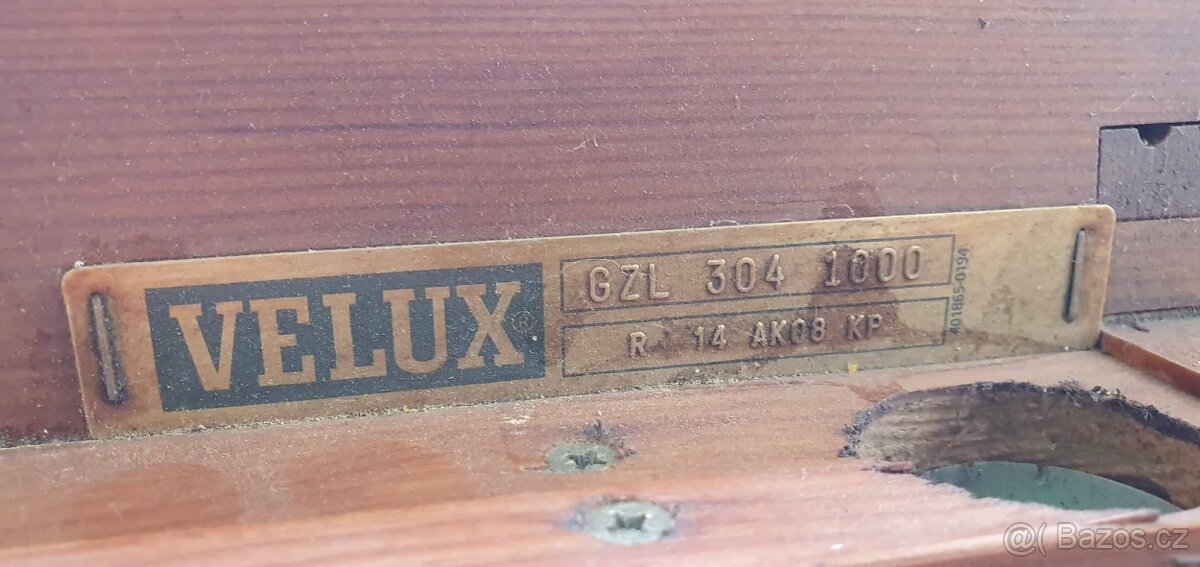 VELUX ®
GZL 304 1000
R 14 AK08 KP
401865-0194
@( Bazos.cz